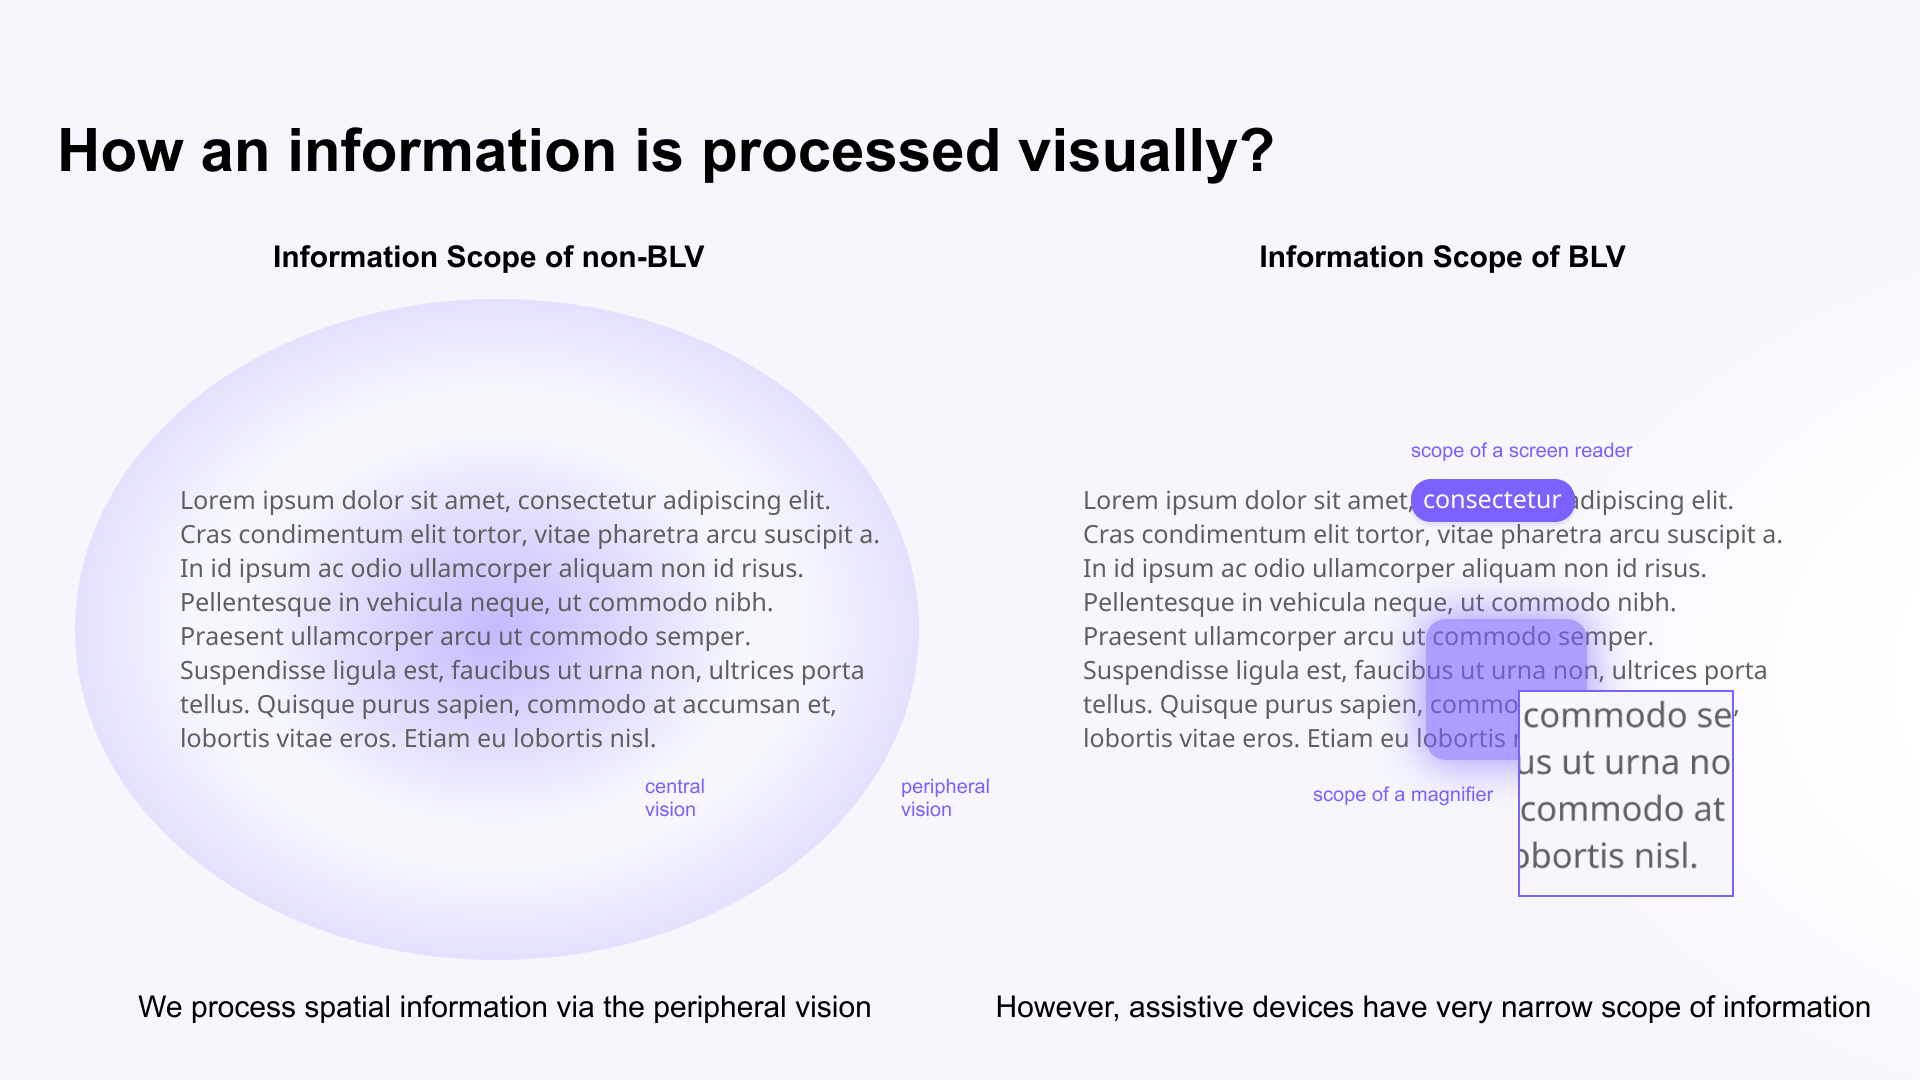 How an information is processed visually?
Information Scope of non-BLV
Lorem ipsum dolor sit amet, consectetur adipiscing elit.
Cras condimentum elit tortor, vitae pharetra arcu suscipit a.
In id ipsum ac odio ullamcorper aliquam non id risus.
Pellentesque in vehicula neque, ut commodo nibh.
Praesent ullamcorper arcu ut commodo semper.
Suspendisse ligula est, faucibus ut urna non, ultrices porta
tellus. Quisque purus sapien, commodo at accumsan et,
lobortis vitae eros. Etiam eu lobortis nisl.
central
vision
peripheral
vision
We process spatial information via the peripheral vision
Information Scope of BLV
scope of a screen reader
Lorem ipsum dolor sit amet, consectetur adipiscing elit.
Cras condimentum elit tortor, vitae pharetra arcu suscipit a.
In id ipsum ac odio ullamcorper aliquam non id risus.
Pellentesque in vehicula neque, ut commodo nibh.
Praesent ullamcorper arcu ut commodo semper.
Suspendisse ligula est, faucibus ut urna non, ultrices porta
tellus. Quisque purus sapien, commo ,
lobortis vitae eros. Etiam eu lobortis
commodo se
us ut urna no
commodo at
obortis nisl.
scope of a magnifier
However, assistive devices have very narrow scope of information